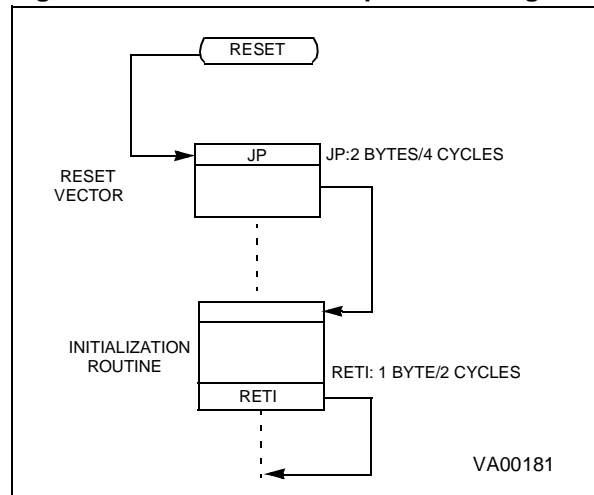 RESET
JP
JP:2 BYTES/4 CYCLES
RESET
VECTOR
INITIALIZATION
ROUTINE
RETI: 1 BYTE/2 CYCLES
RETI
VA00181